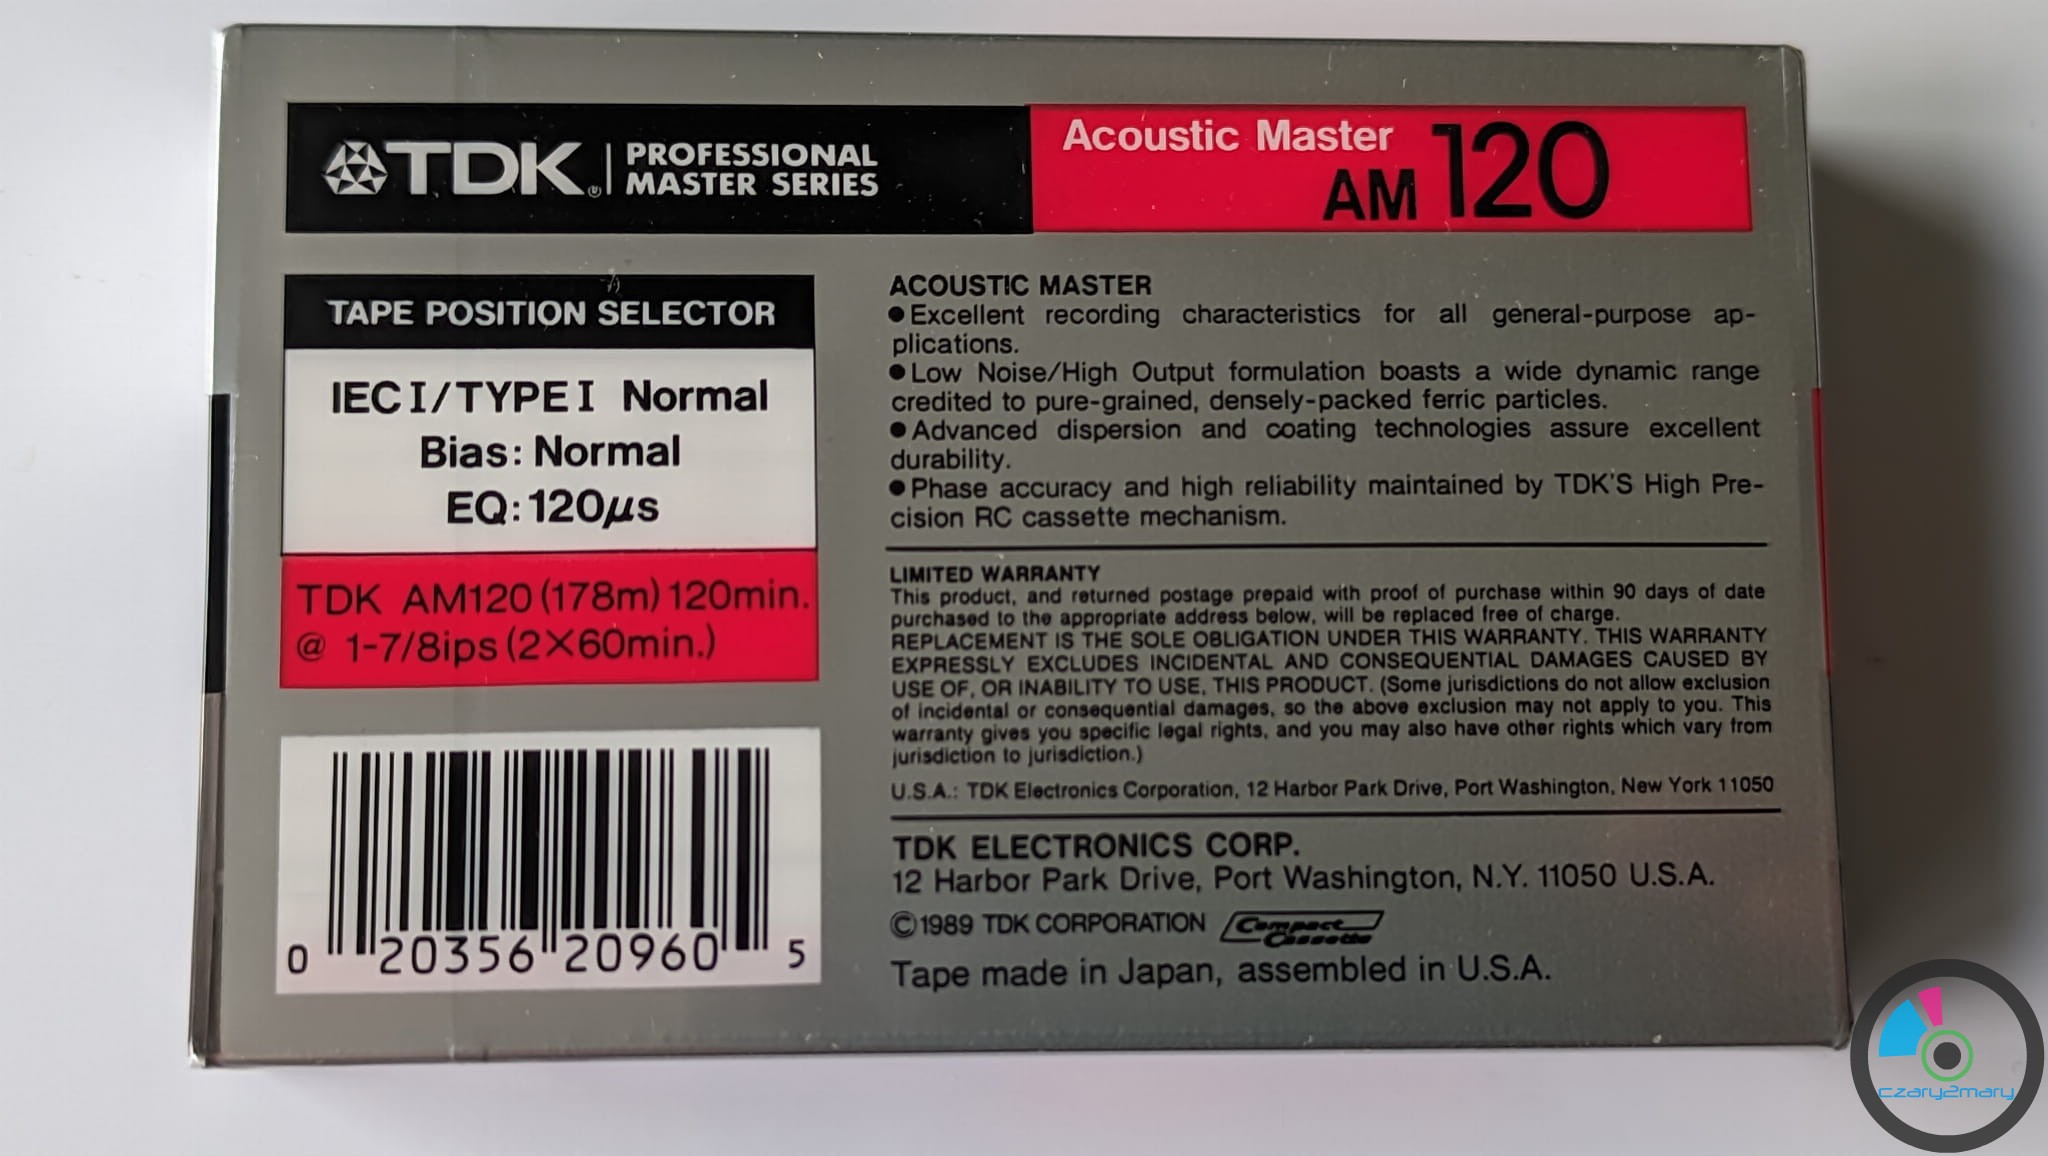 TDK PROFESSIONAL
MASTER SERIES
Acoustic Master
AM 120
TAPE POSITION SELECTOR
IEC I/TYPE I Normal
Bias: Normal
EQ: 120μs
TDK AM120 (178m) 120min.
@ 1-7/8ips (2×60min.)
0 20356 20960 5
ACOUSTIC MASTER
●Excellent recording characteristics for all general-purpose ap-
plications.
●Low Noise/High Output formulation boasts a wide dynamic range
credited to pure-grained, densely-packed ferric particles.
●Advanced dispersion and coating technologies assure excellent
durability.
●Phase accuracy and high reliability maintained by TDK'S High Pre-
cision RC cassette mechanism.
LIMITED WARRANTY
This product, and returned postage prepaid with proof of purchase within 90 days of date
purchased to the appropriate address below, will be replaced free of charge.
REPLACEMENT IS THE SOLE OBLIGATION UNDER THIS WARRANTY. THIS WARRANTY
EXPRESSLY EXCLUDES INCIDENTAL AND CONSEQUENTIAL DAMAGES CAUSED BY
USE OF, OR INABILITY TO USE, THIS PRODUCT. (Some jurisdictions do not allow exclusion
of incidental or consequential damages, so the above exclusion may not apply to you. This
warranty gives you specific legal rights, and you may also have other rights which vary from
jurisdiction to jurisdiction.)
U.S.A.: TDK Electronics Corporation, 12 Harbor Park Drive, Port Washington, New York 11050
TDK ELECTRONICS CORP.
12 Harbor Park Drive, Port Washington, N.Y. 11050 U.S.A.
©1989 TDK CORPORATION Compact Cassette
Tape made in Japan, assembled in U.S.A.
czary2mary